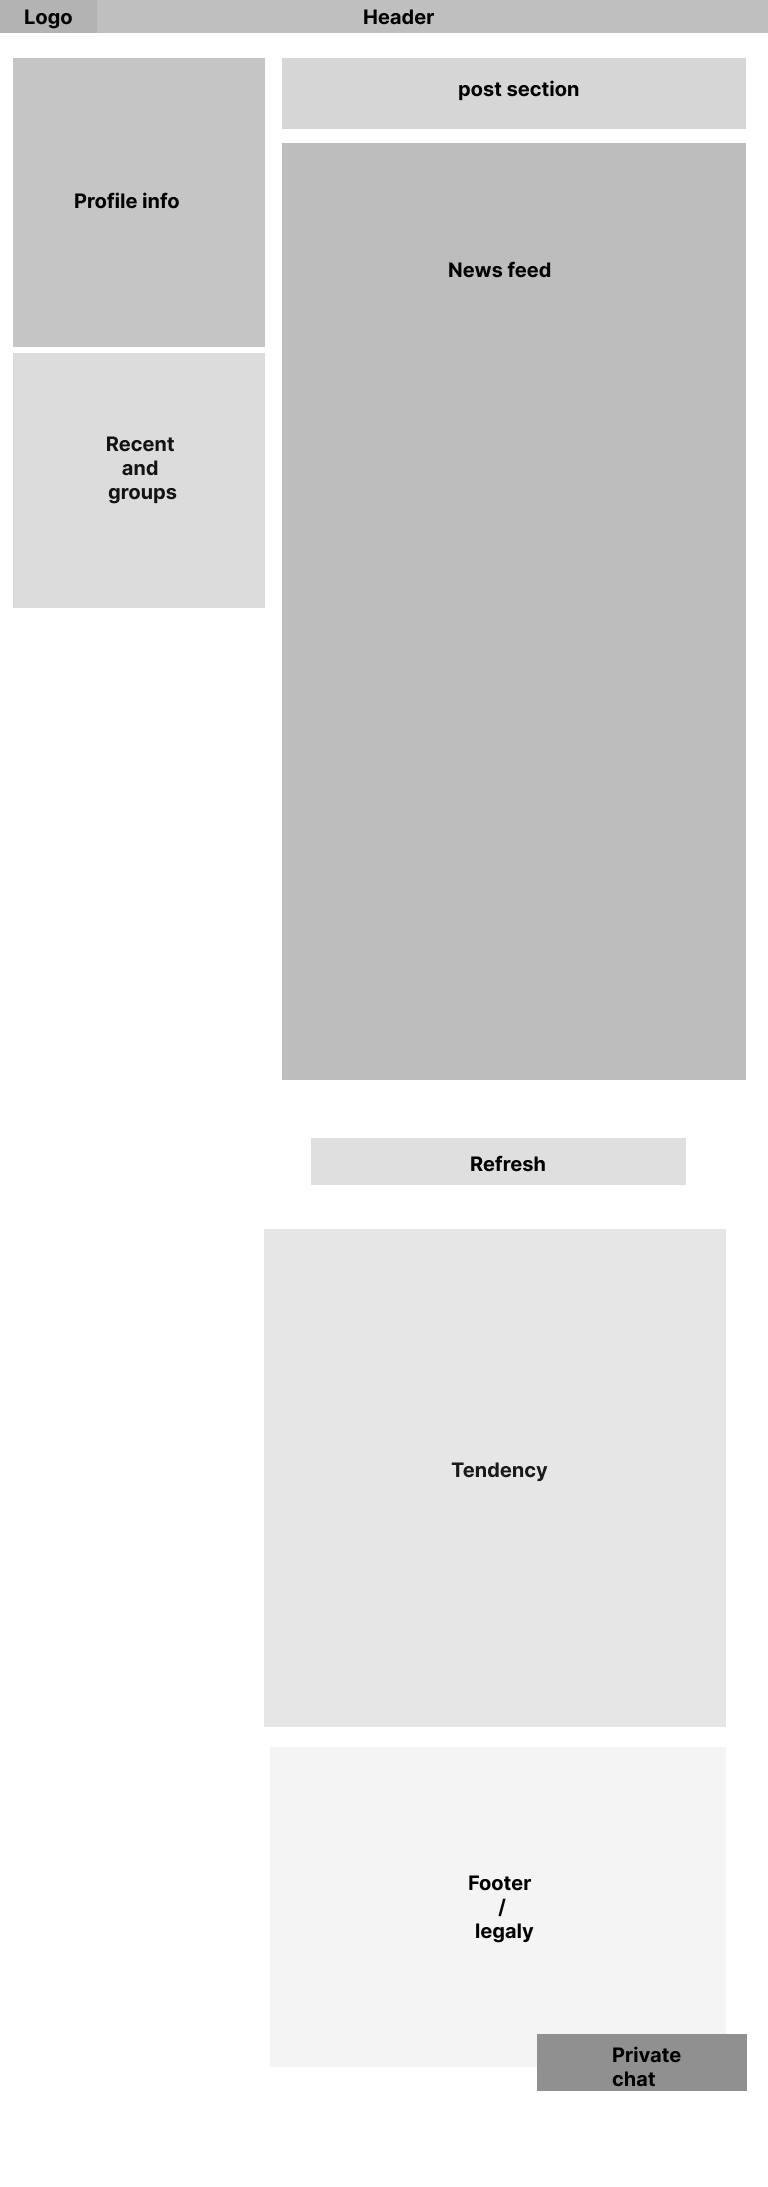 Logo
Header
post section
Profile info
News feed
Recent
and
groups
Refresh
Tendency
Footer
/
legaly
Private
chat